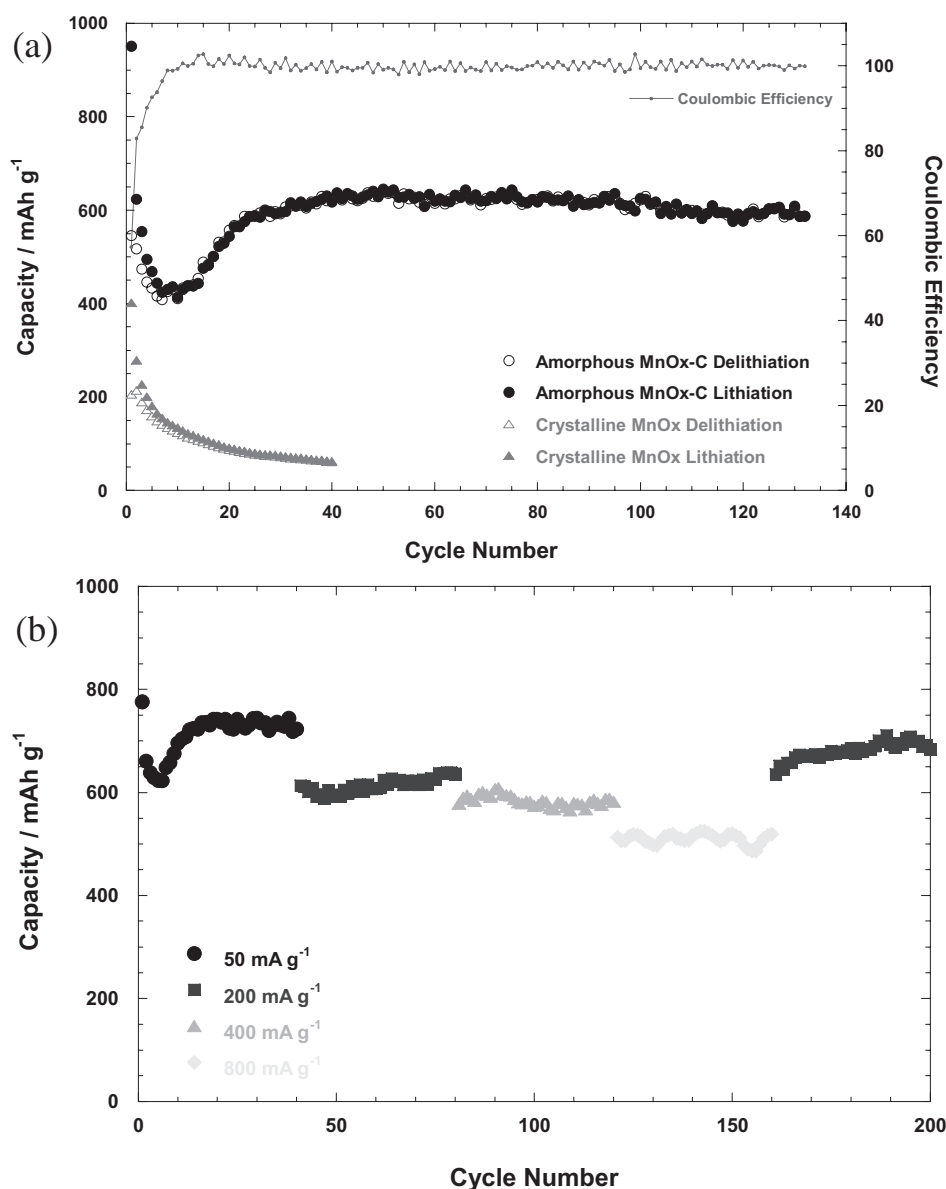 (a)
1000
800
600
400
200
0
Capacity / mAh g-1
100
80
60
40
20
0
Coulombic Efficiency
Coulombic Efficiency
Amorphous MnOx-C Delithiation
Amorphous MnOx-C Lithiation
Crystalline MnOx Delithiation
Crystalline MnOx Lithiation
0 20 40 60 80 100 120 140
Cycle Number
(b)
1000
800
600
400
200
0
Capacity / mAh g-1
50 mA g-1
200 mA g-1
400 mA g-1
800 mA g-1
0 50 100 150 200
Cycle Number